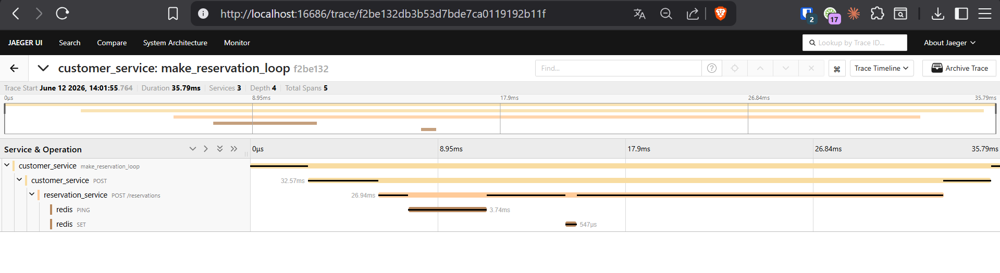 http://localhost:16686/trace/f2be132db3b53d7bde7ca0119192b11f 2 17
JAEGER UI Search Compare System Architecture Monitor Lookup by Trace ID... About Jaeger
customer_service: make_reservation_loop f2be132 Find... ? ⌘ Trace Timeline Archive Trace
Trace Start June 12 2026, 14:01:55.764 Duration 35.79ms Services 3 Depth 4 Total Spans 5
0μs 8.95ms 17.9ms 26.84ms 35.79ms
Service & Operation 0μs 8.95ms 17.9ms 26.84ms 35.79ms
customer_service make_reservation_loop
customer_service POST 32.57ms
reservation_service POST /reservations 26.94ms
redis PING 3.74ms
redis SET 547μs